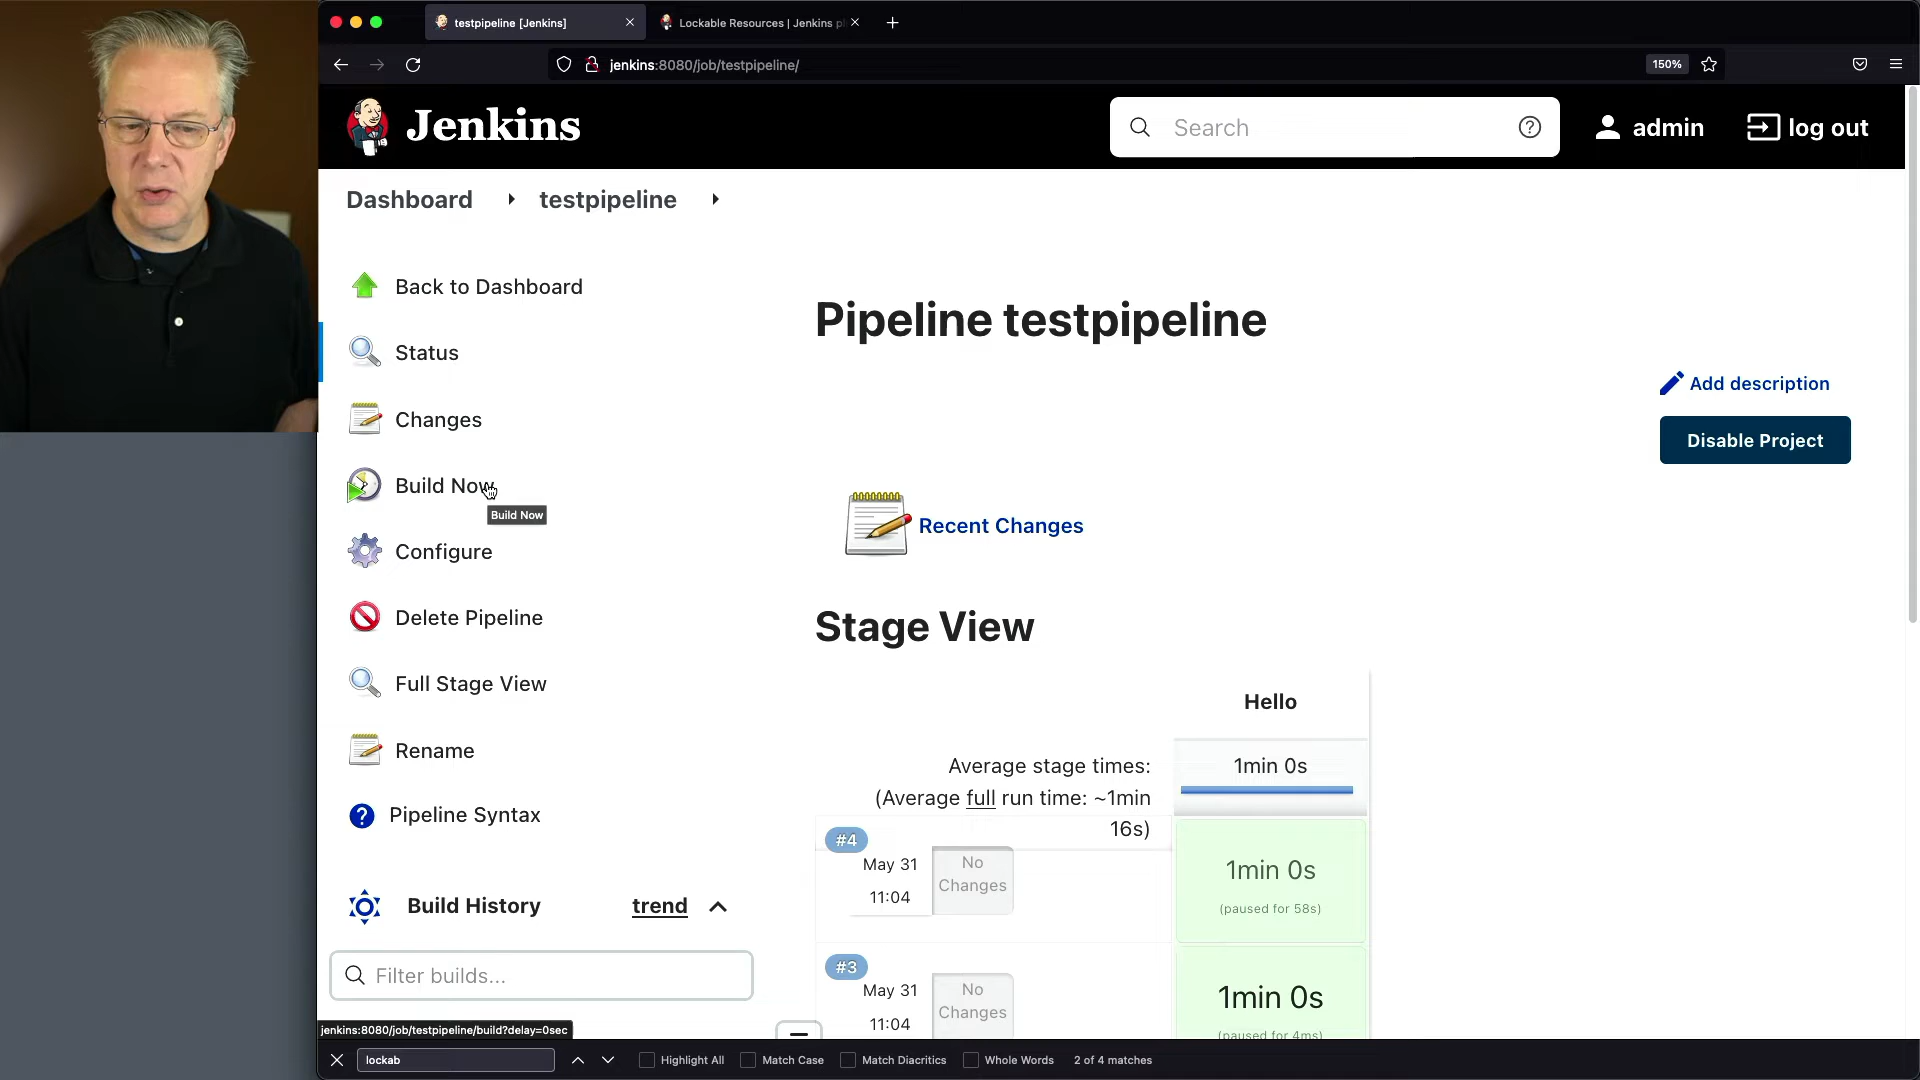 testpipeline [Jenkins]
Lockable Resources | Jenkins p
jenkins:8080/job/testpipeline/
150%
Jenkins
Search
admin
log out
Dashboard
testpipeline
Back to Dashboard
Status
Changes
Build Now
Build Now
Configure
Delete Pipeline
Full Stage View
Rename
Pipeline Syntax
Build History
trend
Filter builds...
Pipeline testpipeline
Add description
Disable Project
Recent Changes
Stage View
Hello
Average stage times:
(Average full run time: ~1min
16s)
1min 0s
#4
May 31
11:04
No
Changes
1min 0s
(paused for 58s)
#3
May 31
11:04
No
Changes
1min 0s
(paused for 4ms)
jenkins:8080/job/testpipeline/build?delay=0sec
lockab
Highlight All
Match Case
Match Diacritics
Whole Words
2 of 4 matches